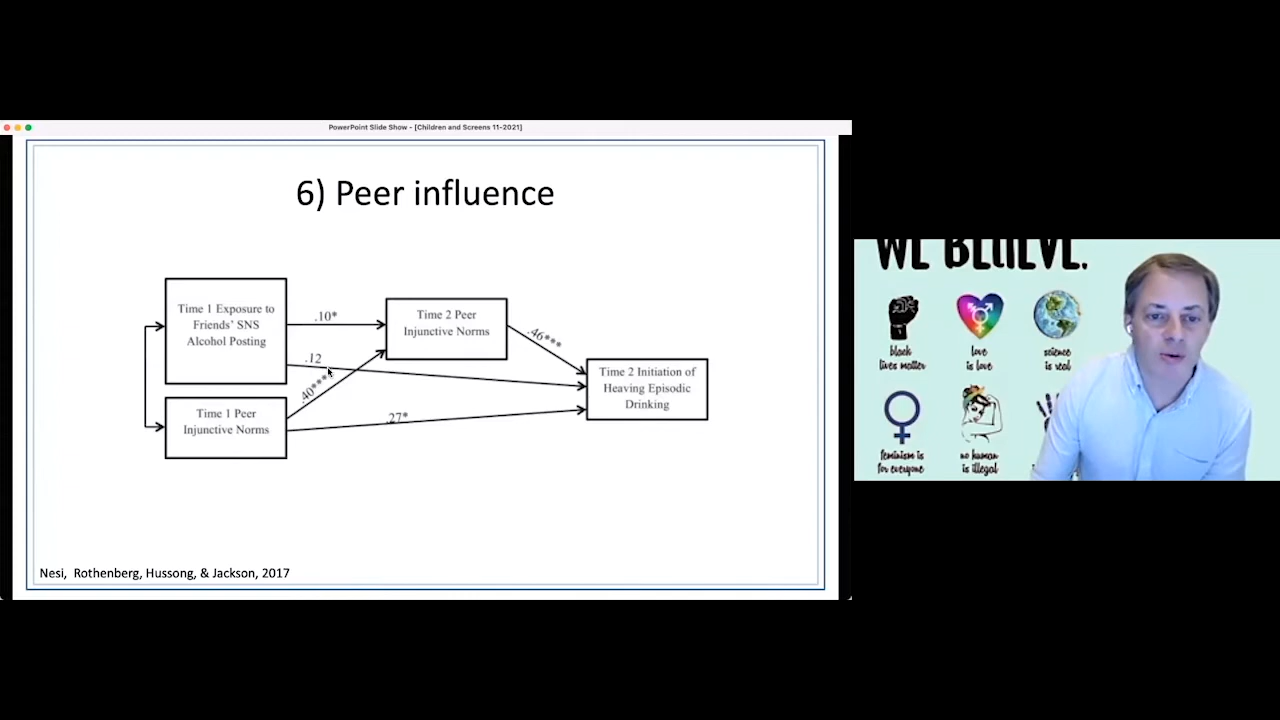 PowerPoint Slide Show - [Children and Screens 11-2021]
6) Peer influence
Time 1 Exposure to
Friends' SNS
Alcohol Posting
.10*
Time 2 Peer
Injunctive Norms
.46***
.12
.40***
Time 2 Initiation of
Heaving Episodic
Drinking
Time 1 Peer
Injunctive Norms
.27*
Nesi, Rothenberg, Hussong, & Jackson, 2017
WE BELIEVE.
black
lives matter
love
is love
science
is real
feminism is
for everyone
no human
is illegal